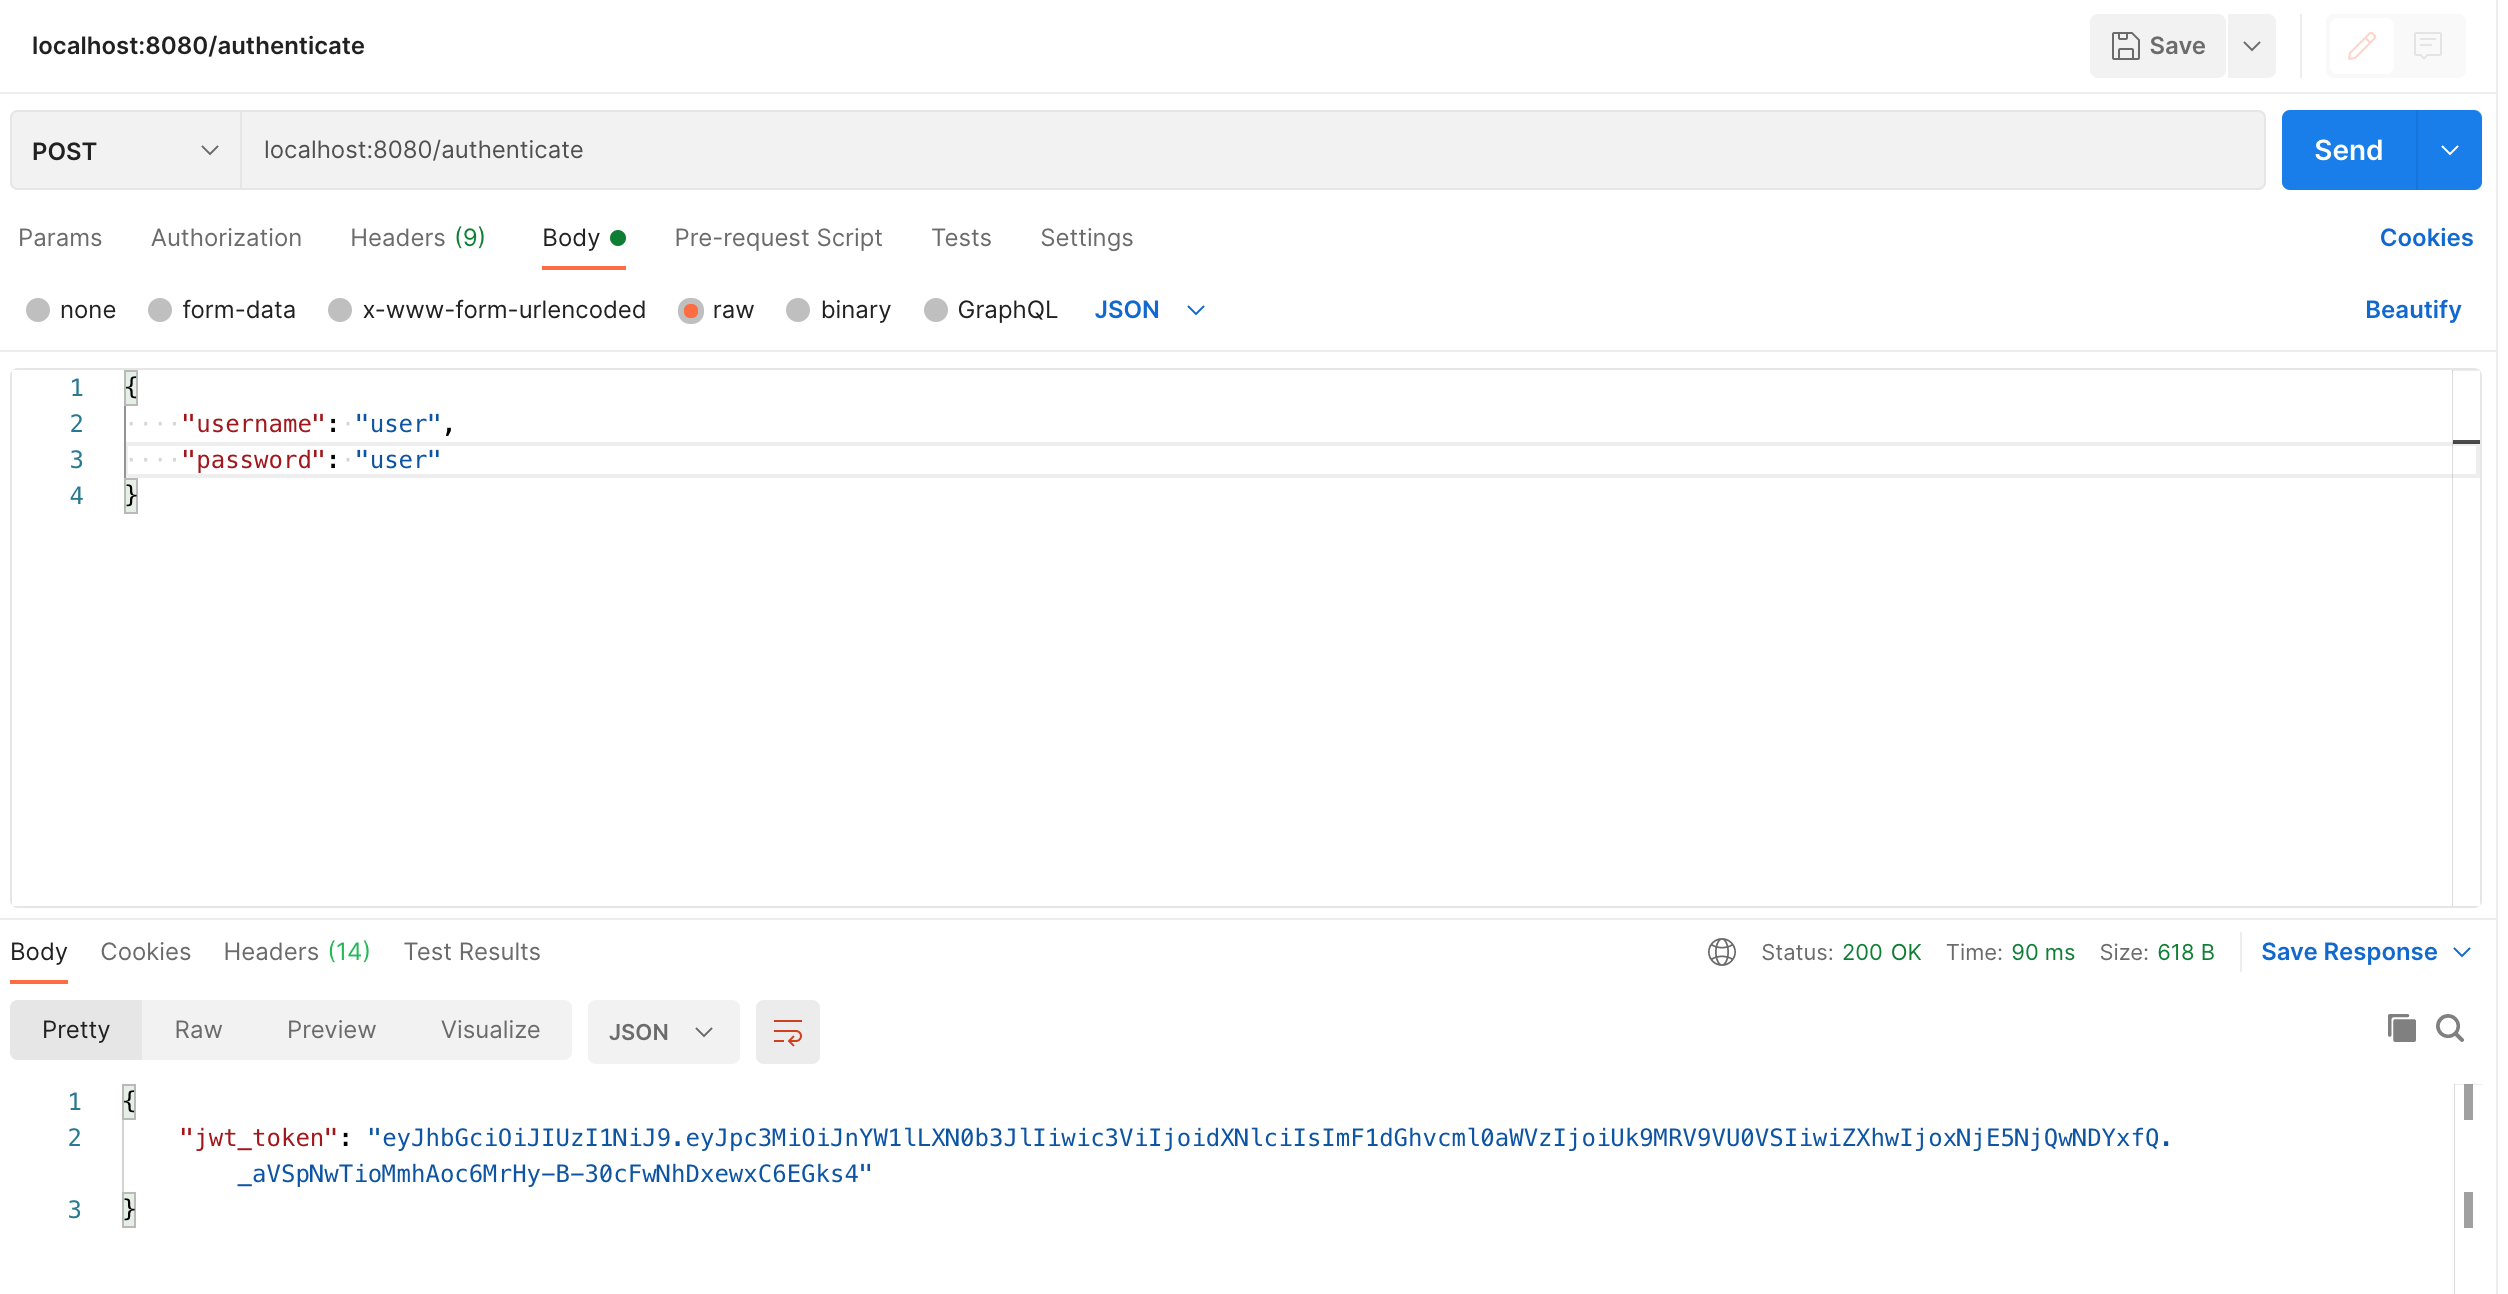 localhost:8080/authenticate
Save
POST
localhost:8080/authenticate
Send
Params Authorization Headers (9) Body Pre-request Script Tests Settings Cookies
none form-data x-www-form-urlencoded raw binary GraphQL JSON Beautify
1 {
2 "username": "user",
3 "password": "user"
4 }
Body Cookies Headers (14) Test Results Status: 200 OK Time: 90 ms Size: 618 B Save Response
Pretty Raw Preview Visualize JSON
1 {
2 "jwt_token": "eyJhbGciOiJIUzI1NiJ9.eyJpc3MiOiJnYW1lLXN0b3JlIiwic3ViIjoidXNlciIsImF1dGhvcml0aWVzIjoiUk9MRV9VU0VSIiwiZXhwIjoxNjE5NjQwNDYxfQ.
_aVSpNwTioMmhAoc6MrHy-B-30cFwNhDxewxC6EGks4"
3 }